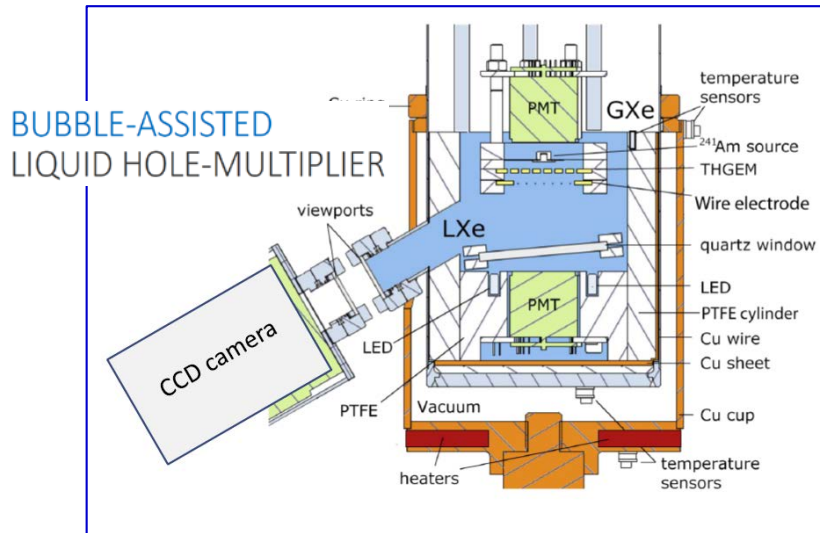 BUBBLE-ASSISTED
LIQUID HOLE-MULTIPLIER
PMT
GXe
temperature
sensors
²⁴¹Am source
THGEM
Wire electrode
viewports
LXe
quartz window
LED
PMT
PTFE cylinder
LED
Cu wire
CCD camera
Cu sheet
PTFE
Vacuum
Cu cup
heaters
temperature
sensors